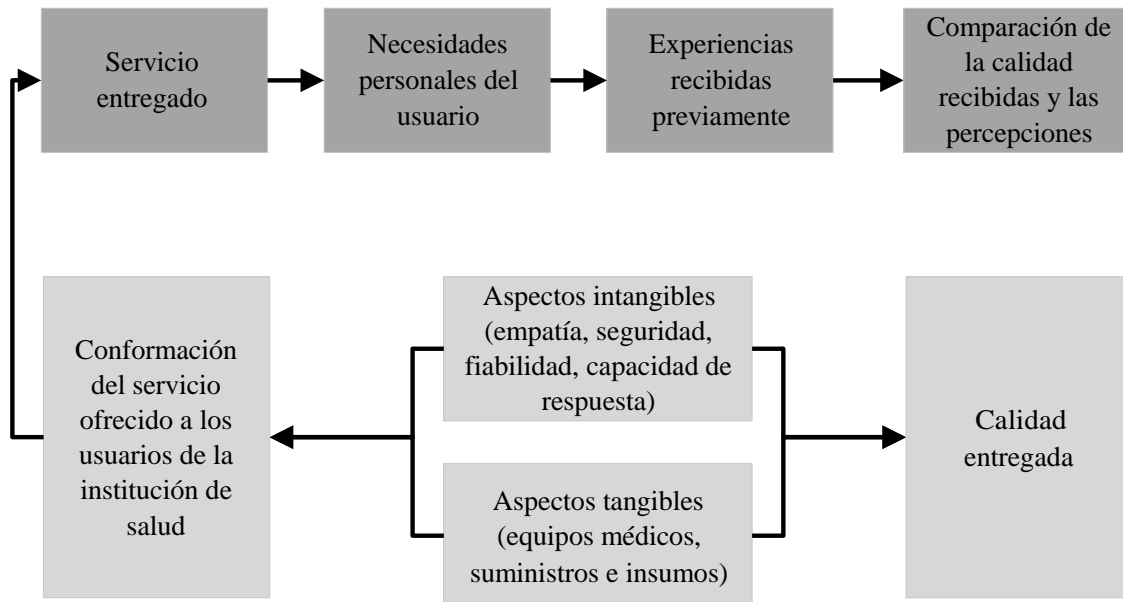 Servicio
entregado
Necesidades
personales del
usuario
Experiencias
recibidas
previamente
Comparación de
la calidad
recibidas y las
percepciones
Conformación
del servicio
ofrecido a los
usuarios de la
institución de
salud
Aspectos intangibles
(empatía, seguridad,
fiabilidad, capacidad de
respuesta)
Aspectos tangibles
(equipos médicos,
suministros e insumos)
Calidad
entregada